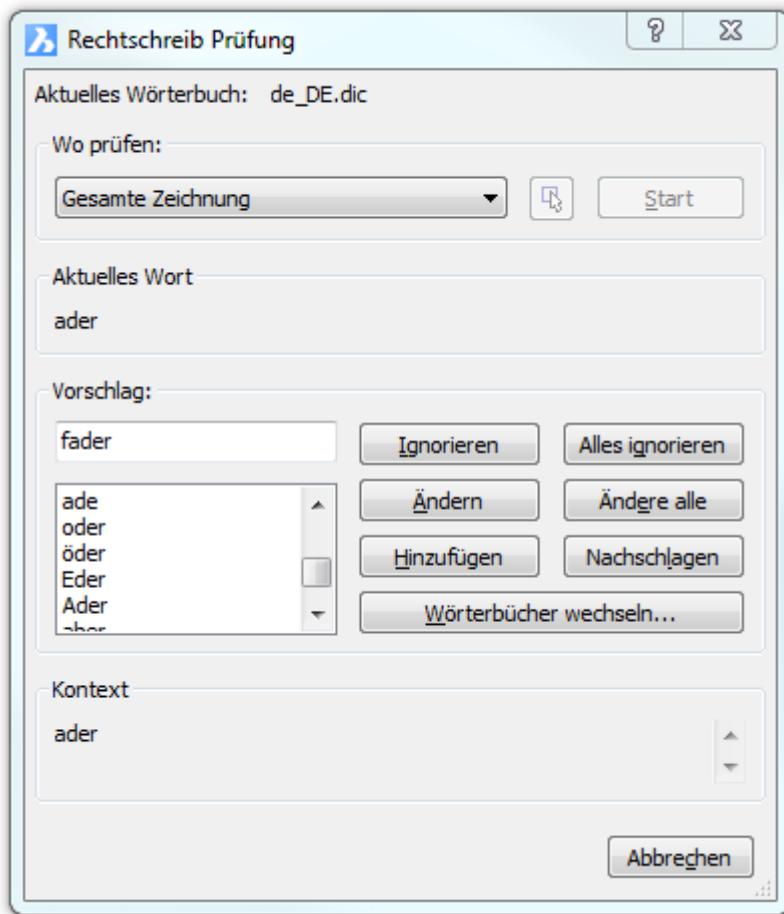 Rechtschreib Prüfung
Aktuelles Wörterbuch: de_DE.dic
Wo prüfen:
Gesamte Zeichnung
Start
Aktuelles Wort
ader
Vorschlag:
fader
Ignorieren
Alles ignorieren
ade
oder
öder
Eder
Ader
aber
Ändern
Ändere alle
Hinzufügen
Nachschlagen
Wörterbücher wechseln...
Kontext
ader
Abbrechen